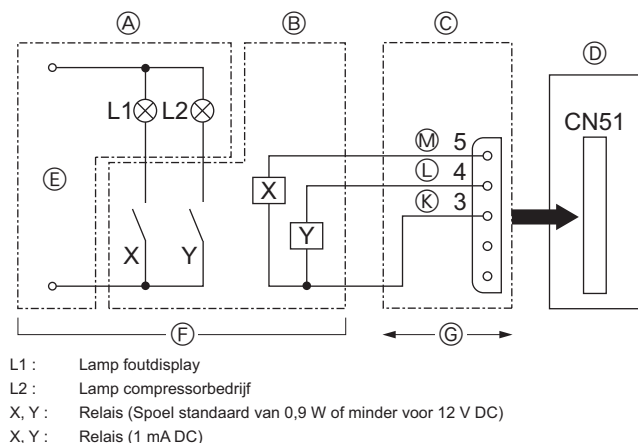 Ⓐ Ⓑ Ⓒ Ⓓ
L1 L2 CN51
Ⓜ 5
Ⓔ X Ⓛ 4
Ⓚ 3
Y
X Y
Ⓕ Ⓖ
L1 : Lamp foutdisplay
L2 : Lamp compressorbedrijf
X, Y : Relais (Spoel standaard van 0,9 W of minder voor 12 V DC)
X, Y : Relais (1 mA DC)